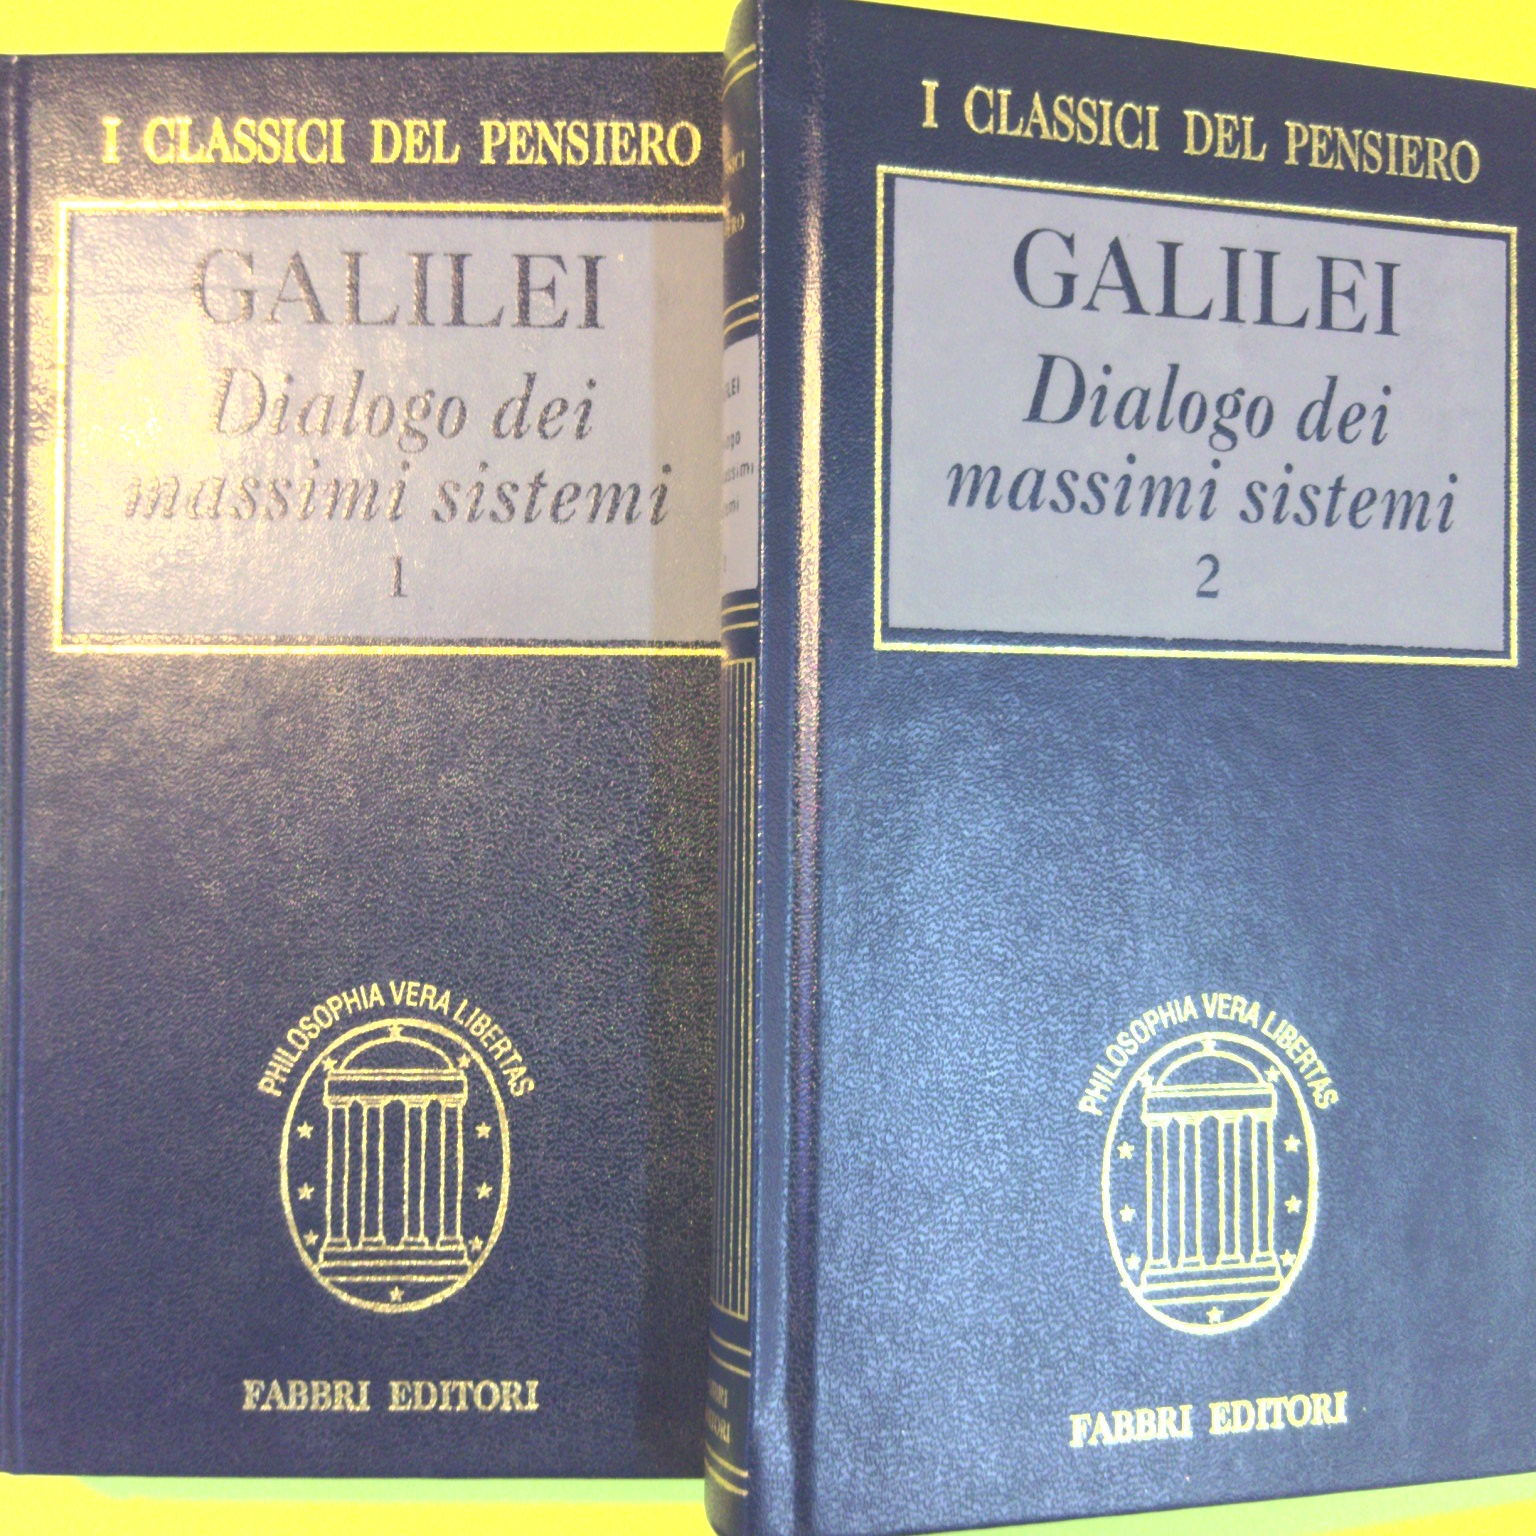 I CLASSICI DEL PENSIERO
GALILEI
Dialogo dei
massimi sistemi
1
PHILOSOPHIA VERA LIBERTAS
FABBRI EDITORI
I CLASSICI DEL PENSIERO
GALILEI
Dialogo dei
massimi sistemi
2
PHILOSOPHIA VERA LIBERTAS
FABBRI EDITORI